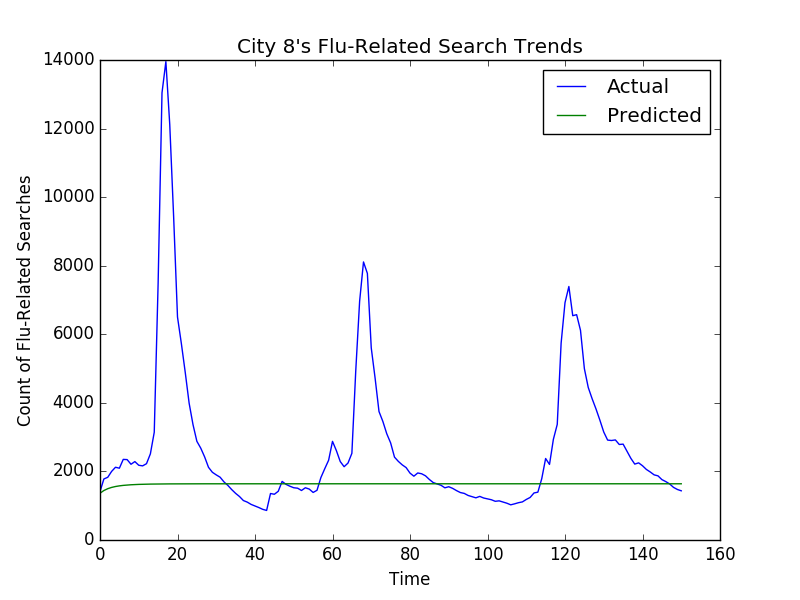 City 8's Flu-Related Search Trends
Actual
Predicted
Count of Flu-Related Searches
14000
12000
10000
8000
6000
4000
2000
0
0 20 40 60 80 100 120 140 160
Time